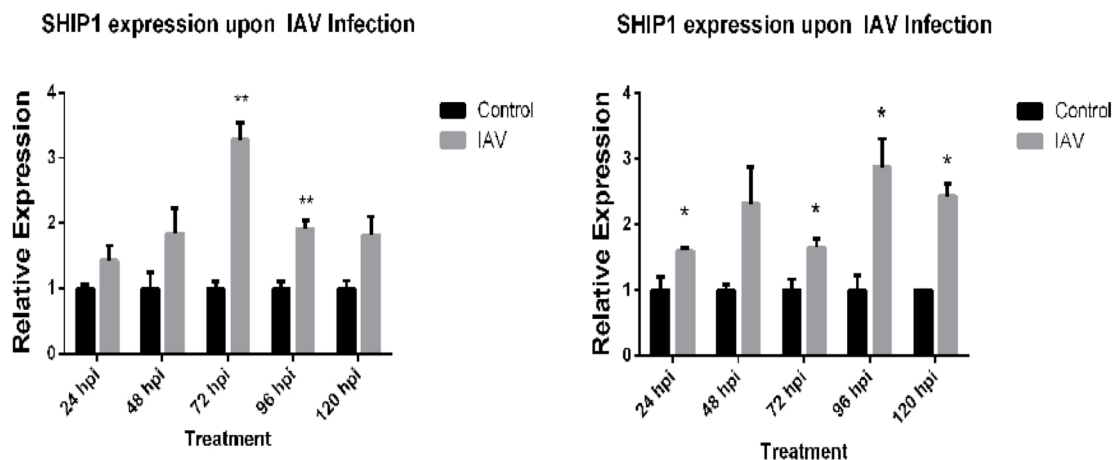 SHIP1 expression upon IAV Infection
4
3
2
1
0
Relative Expression
**
**
24 hpi
48 hpi
72 hpi
96 hpi
120 hpi
Treatment
Control
IAV
SHIP1 expression upon IAV Infection
4
3
2
1
0
Relative Expression
*
*
*
*
24 hpi
48 hpi
72 hpi
96 hpi
120 hpi
Treatment
Control
IAV